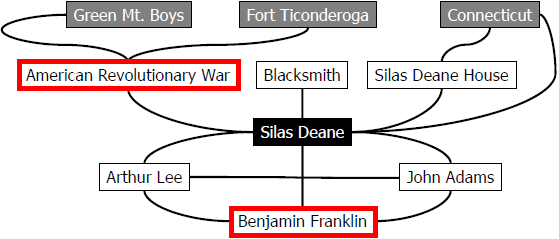 Green Mt. Boys
Fort Ticonderoga
Connecticut
American Revolutionary War
Blacksmith
Silas Deane House
Silas Deane
Arthur Lee
John Adams
Benjamin Franklin